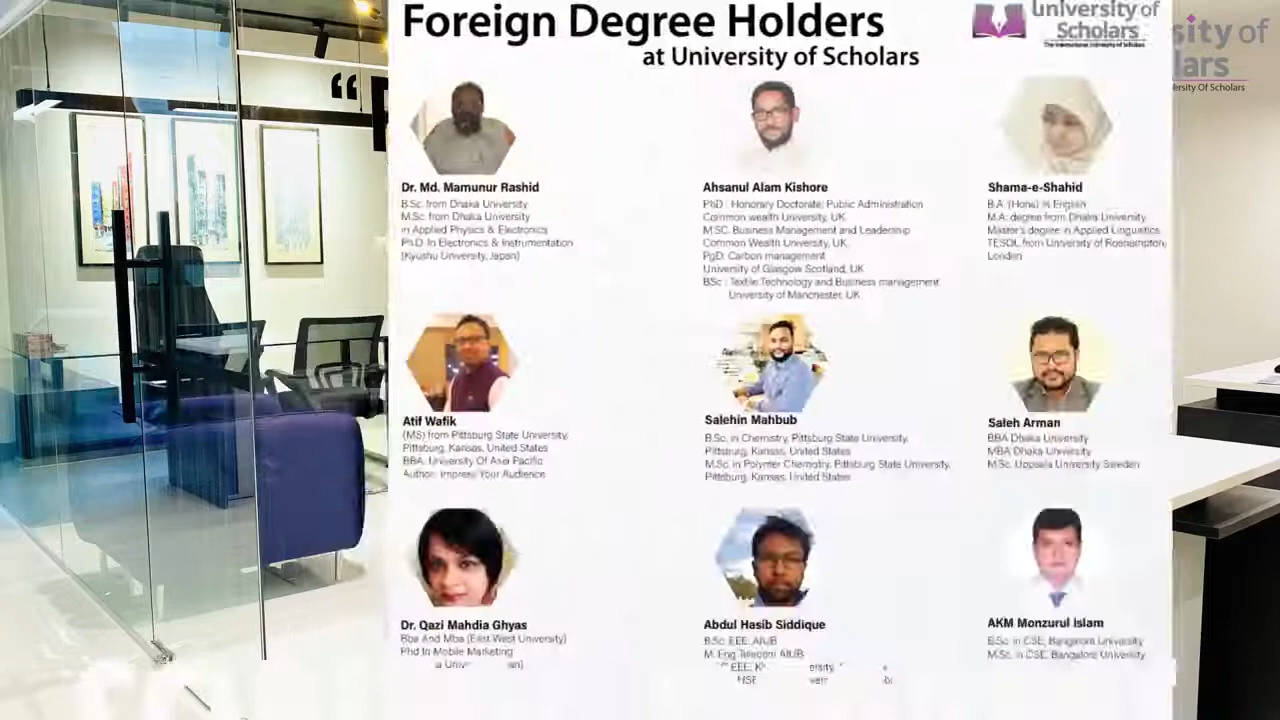 Foreign Degree Holders
at University of Scholars
University of
Scholars
The International University of Scholars
sity of
lars
ersity Of Scholars
“
Dr. Md. Mamunur Rashid
B.Sc. from Dhaka University
M.Sc. from Dhaka University
in Applied Physics & Electronics
Ph.D. In Electronics & Instrumentation
(Kyushu University, Japan)
Ahsanul Alam Kishore
PhD : Honorary Doctorate: Public Administration
Common wealth University, UK
M.SC: Business Management and Leadership
Common Wealth University, UK
PgD: Carbon management
University of Glasgow Scotland, UK
BSc : Textile Technology and Business management
University of Manchester, UK
Shama-e-Shahid
B.A. (Hons) in English
M.A. degree from Dhaka University
Master's degree in Applied Linguistics
TESOL from University of Roehampton,
London
Atif Wafik
(MS) from Pittsburg State University,
Pittsburg, Kansas, United States
BBA: University Of Asia Pacific
Author: Impress Your Audience
Salehin Mahbub
B.Sc. in Chemistry, Pittsburg State University,
Pittsburg, Kansas, United States
M.Sc. in Polymer Chemistry, Pittsburg State University,
Pittsburg, Kansas, United States
Saleh Arman
BBA Dhaka University
MBA Dhaka University
M.Sc. Uppsala University Sweden
Dr. Qazi Mahdia Ghyas
Bba And Mba (East West University)
Phd In Mobile Marketing
Abdul Hasib Siddique
B.Sc. EEE, AIUB
M. Eng Telecom AIUB
EEE,
AKM Monzurul Islam
B.Sc. in CSE, Bangalore University
M.Sc. in CSE, Bangalore University